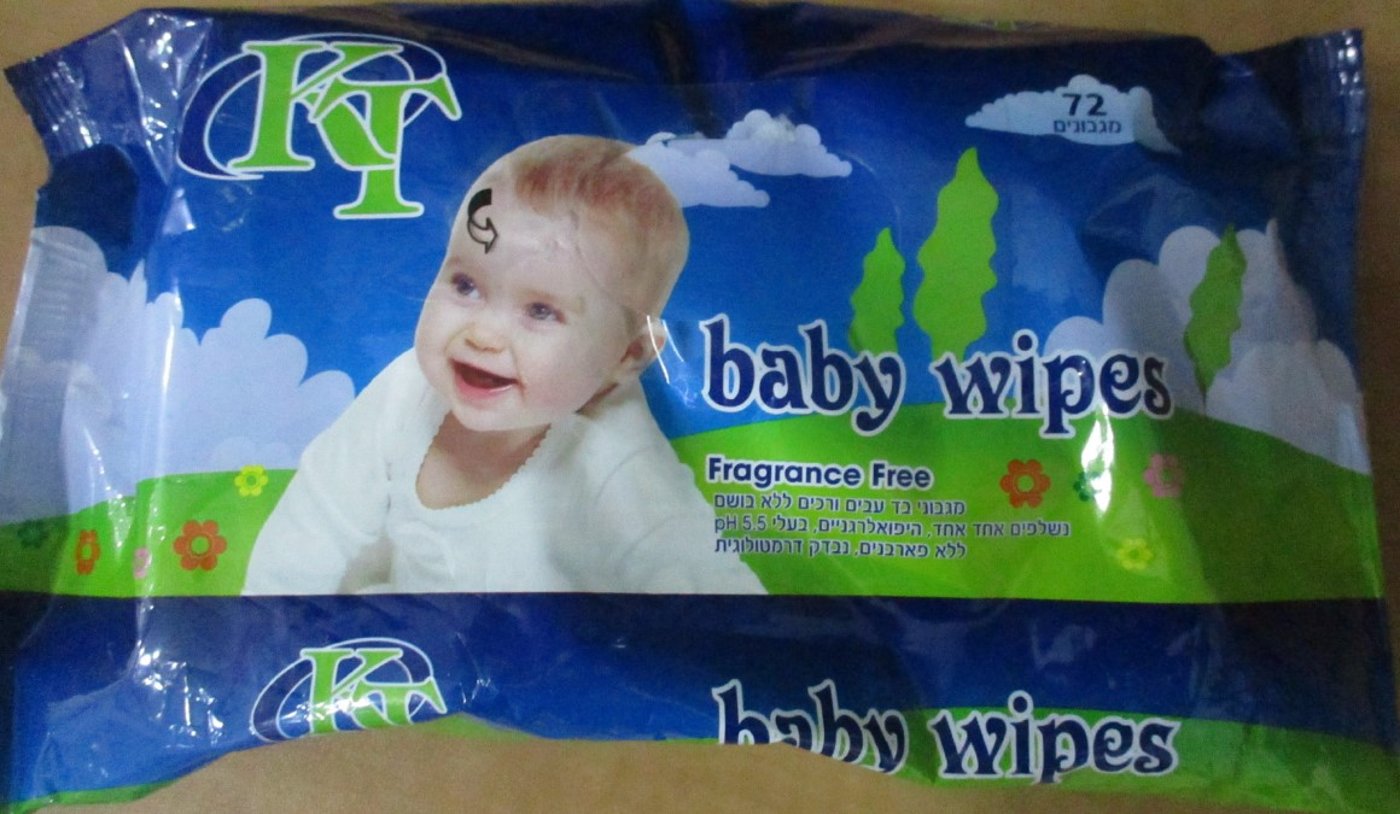 KT
72
מגבונים
baby wipes
Fragrance Free
מגבוני בד עבים ורכים ללא בושם
נשלפים אחד אחד, היפואלרגניים, בעלי pH 5.5
ללא פארבנים, נבדק דרמטולוגית
KT
baby wipes